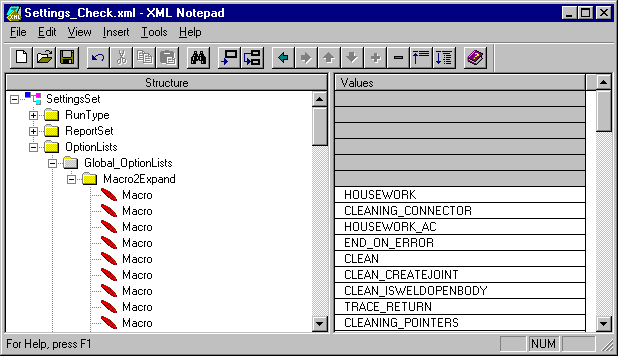 Settings_Check.xml - XML Notepad
File Edit View Insert Tools Help
Structure Values
SettingsSet
RunType
ReportSet
OptionLists
Global_OptionLists
Macro2Expand
Macro HOUSEWORK
Macro CLEANING_CONNECTOR
Macro HOUSEWORK_AC
Macro END_ON_ERROR
Macro CLEAN
Macro CLEAN_CREATEJOINT
Macro CLEAN_ISWELDOPENBODY
Macro TRACE_RETURN
Macro CLEANING_POINTERS
For Help, press F1 NUM